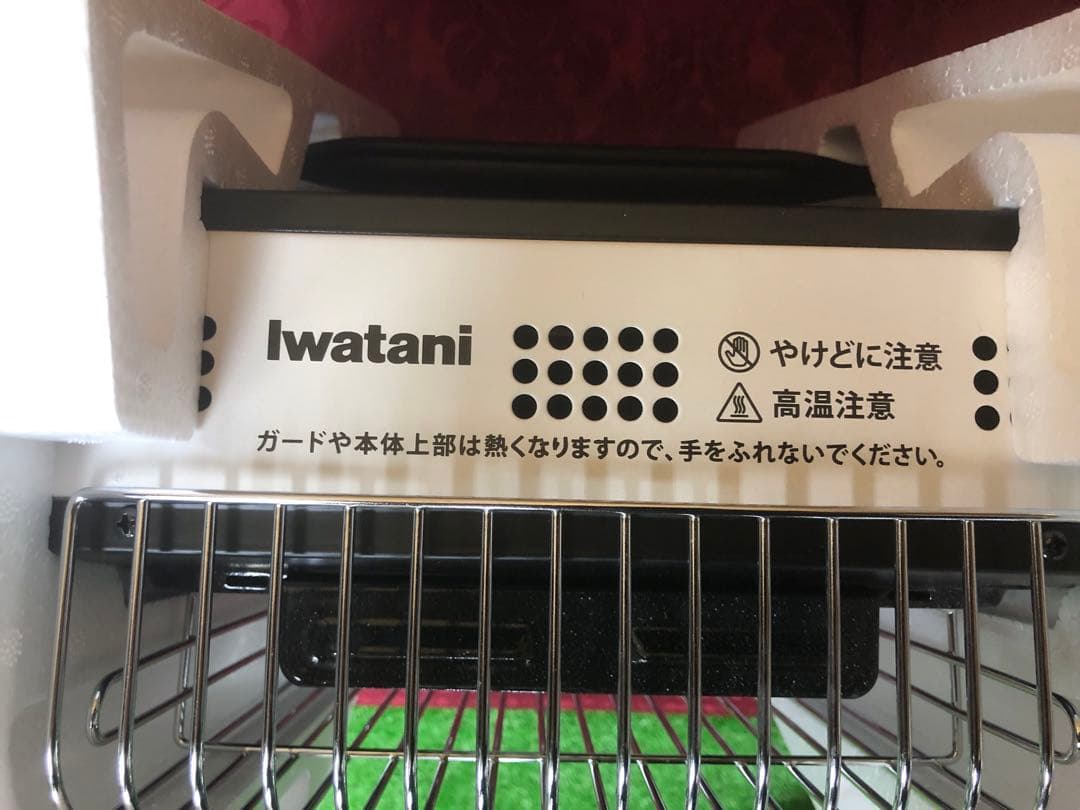 Iwatani
やけどに注意
高温注意
ガードや本体上部は熱くなりますので、手をふれないでください。